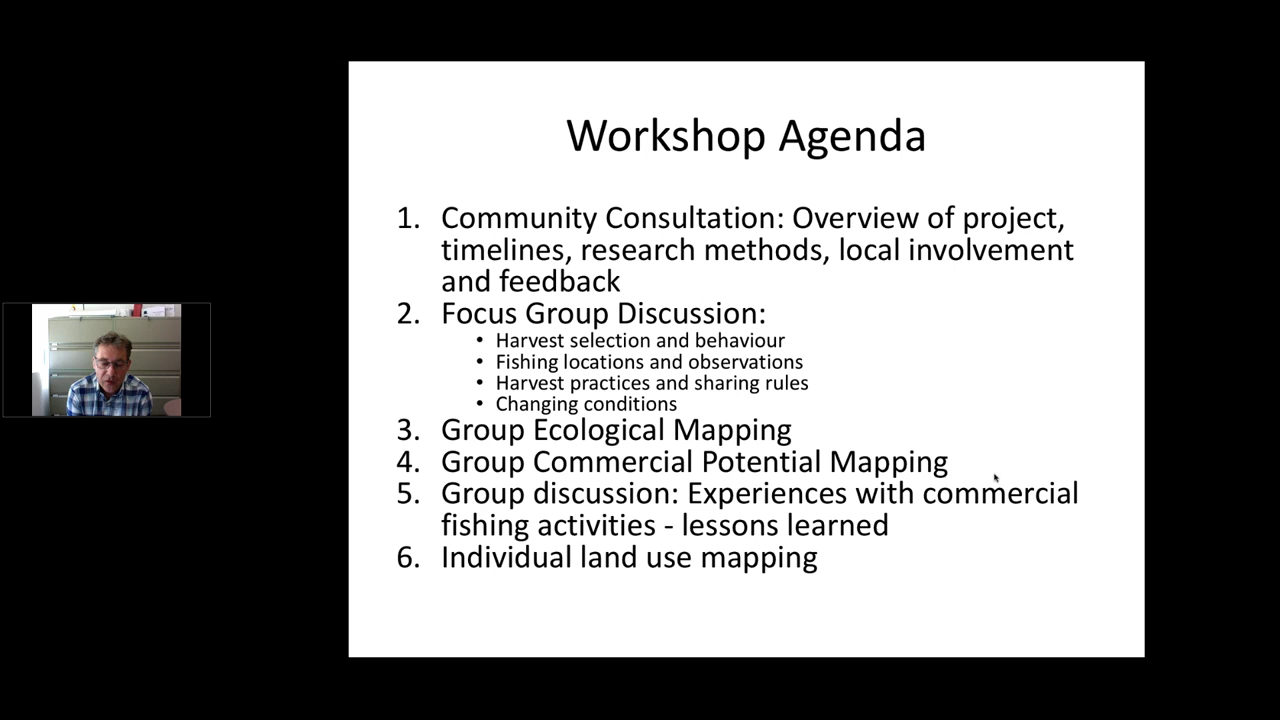 Workshop Agenda
1. Community Consultation: Overview of project,
timelines, research methods, local involvement
and feedback
2. Focus Group Discussion:
• Harvest selection and behaviour
• Fishing locations and observations
• Harvest practices and sharing rules
• Changing conditions
3. Group Ecological Mapping
4. Group Commercial Potential Mapping
5. Group discussion: Experiences with commercial
fishing activities - lessons learned
6. Individual land use mapping